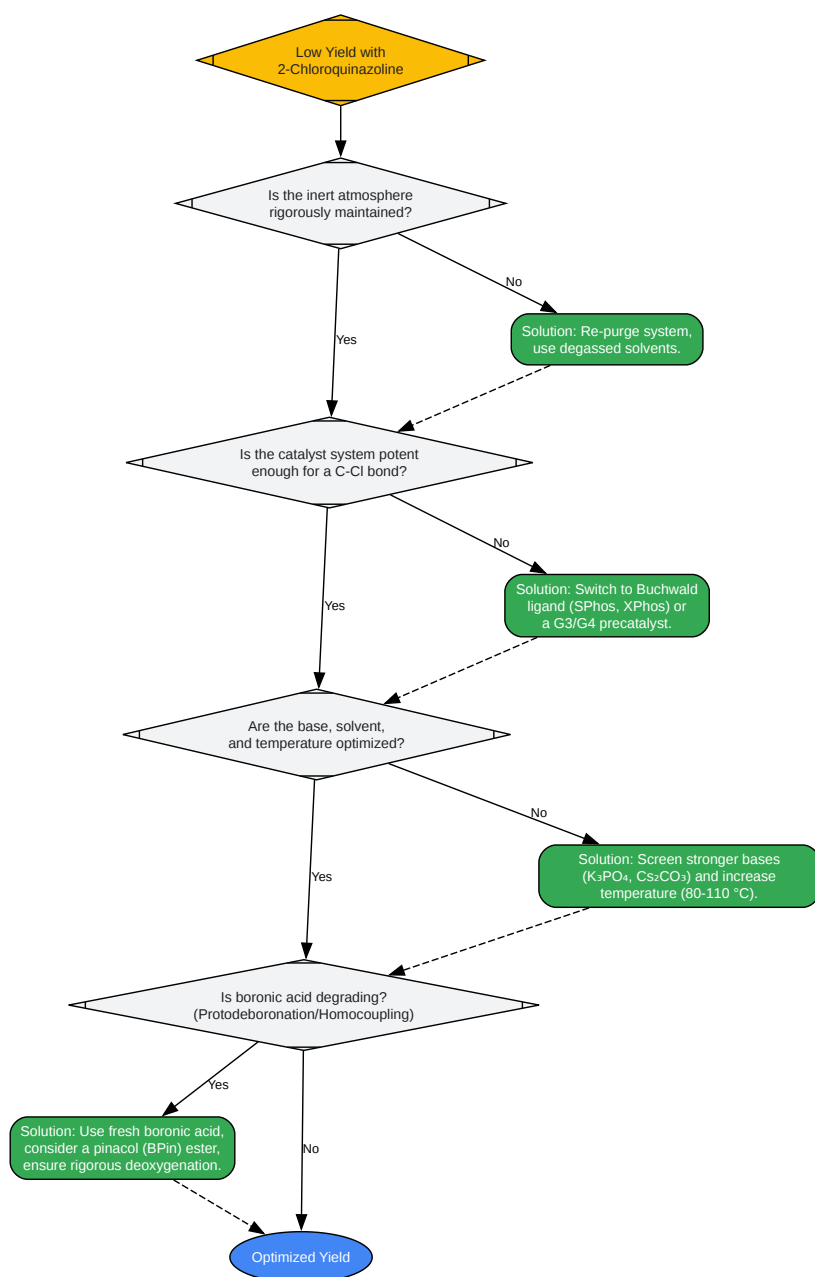 Low Yield with
2-Chloroquinazoline
Is the inert atmosphere
rigorously maintained?
No
Solution: Re-purge system,
use degassed solvents.
Yes
Is the catalyst system potent
enough for a C-Cl bond?
No
Solution: Switch to Buchwald
ligand (SPhos, XPhos) or
a G3/G4 precatalyst.
Yes
Are the base, solvent,
and temperature optimized?
No
Solution: Screen stronger bases
(K₃PO₄, Cs₂CO₃) and increase
temperature (80-110 °C).
Yes
Is boronic acid degrading?
(Protodeboronation/Homocoupling)
Yes
Solution: Use fresh boronic acid,
consider a pinacol (BPin) ester,
ensure rigorous deoxygenation.
No
Optimized Yield